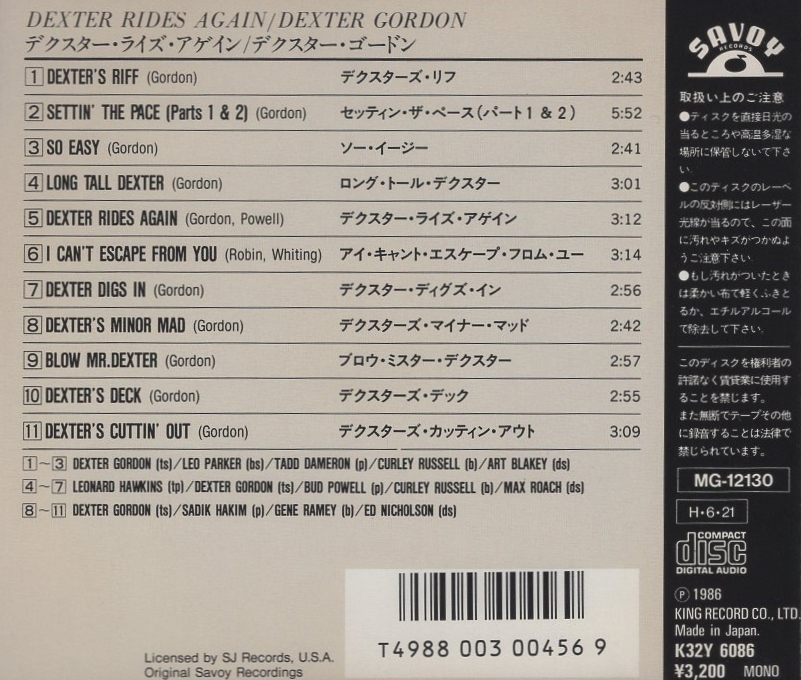 DEXTER RIDES AGAIN/DEXTER GORDON
デクスター・ライズ・アゲイン/デクスター・ゴードン
1 DEXTER'S RIFF (Gordon) デクスターズ・リフ 2:43
2 SETTIN' THE PACE (Parts 1 & 2) (Gordon) セッティン・ザ・ペース(パート1 & 2) 5:52
3 SO EASY (Gordon) ソー・イージー 2:41
4 LONG TALL DEXTER (Gordon) ロング・トール・デクスター 3:01
5 DEXTER RIDES AGAIN (Gordon, Powell) デクスター・ライズ・アゲイン 3:12
6 I CAN'T ESCAPE FROM YOU (Robin, Whiting) アイ・キャント・エスケープ・フロム・ユー 3:14
7 DEXTER DIGS IN (Gordon) デクスター・ディグズ・イン 2:56
8 DEXTER'S MINOR MAD (Gordon) デクスターズ・マイナー・マッド 2:42
9 BLOW MR.DEXTER (Gordon) ブロウ・ミスター・デクスター 2:57
10 DEXTER'S DECK (Gordon) デクスターズ・デック 2:55
11 DEXTER'S CUTTIN' OUT (Gordon) デクスターズ・カッティン・アウト 3:09
1～3 DEXTER GORDON (ts)/LEO PARKER (bs)/TADD DAMERON (p)/CURLEY RUSSELL (b)/ART BLAKEY (ds)
4～7 LEONARD HAWKINS (tp)/DEXTER GORDON (ts)/BUD POWELL (p)/CURLEY RUSSELL (b)/MAX ROACH (ds)
8～11 DEXTER GORDON (ts)/SADIK HAKIM (p)/GENE RAMEY (b)/ED NICHOLSON (ds)
Licensed by SJ Records, U.S.A.
Original Savoy Recordings
T4988 003 00456 9
SAVOY
RECORDS
取扱い上のご注意
●ディスクを直接日光の
当るところや高温多湿な
場所に保管しないで下さ
い.
●このディスクのレーベ
ルの反対側にはレーザー
光線が当るので、この面
に汚れやキズがつかぬよ
うご注意下さい.
●もし汚れがついたとき
は柔かい布で軽くふきと
るか、エチルアルコール
で除去して下さい.
このディスクを権利者の
許諾なく賃貸業に使用す
ることを禁じます。
また無断でテープその他
に録音することは法律で
禁じられています。
MG-12130
H・6・21
COMPACT
disc
DIGITAL AUDIO
Ⓟ 1986
KING RECORD CO., LTD.
Made in Japan.
K32Y 6086
¥3,200 MONO